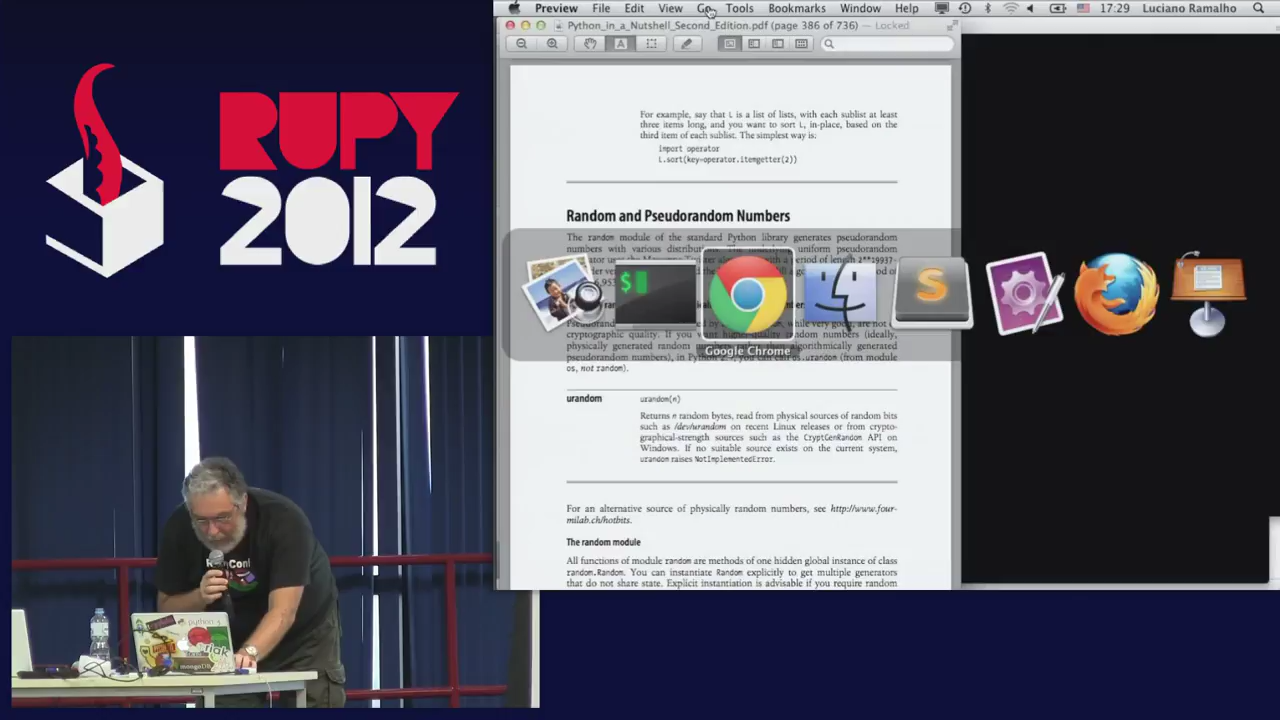 RUPY
2012
Preview File Edit View Go Tools Bookmarks Window Help 17:29 Luciano Ramalho
Python_in_a_Nutshell_Second_Edition.pdf (page 386 of 736) — Locked
For example, say that L is a list of lists, with each sublist at least
three items long, and you want to sort L, in-place, based on the
third item of each sublist. The simplest way is:
import operator
L.sort(key=operator.itemgetter(2))
Random and Pseudorandom Numbers
The random module of the standard Python library generates pseudorandom
numbers with various distributions. The underlying uniform pseudorandom
$
S
Google Chrome
os, not random).
urandom
urandom(n)
Returns n random bytes, read from physical sources of random bits
such as /dev/urandom on recent Linux releases or from crypto-
graphical-strength sources such as the CryptGenRandom API on
Windows. If no suitable source exists on the current system,
urandom raises NotImplementedError.
For an alternative source of physically random numbers, see http://www.four-
milab.ch/hotbits.
The random module
All functions of module random are methods of one hidden global instance of class
random.Random. You can instantiate Random explicitly to get multiple generators
that do not share state. Explicit instantiation is advisable if you require random
python
riak
mongoDB